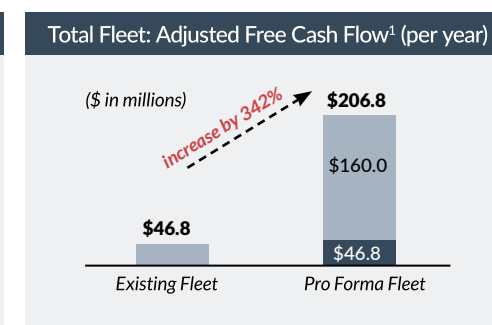 Total Fleet: Adjusted Free Cash Flow¹ (per year)
($ in millions)
increase by 342%
$206.8
$160.0
$46.8
$46.8
Existing Fleet
Pro Forma Fleet